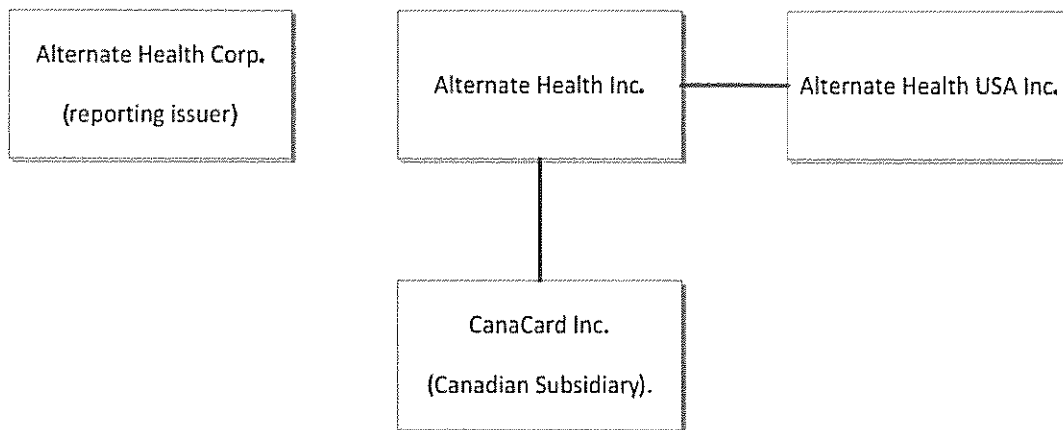 Alternate Health Corp.
(reporting issuer)
Alternate Health Inc.
Alternate Health USA Inc.
CanaCard Inc.
(Canadian Subsidiary).